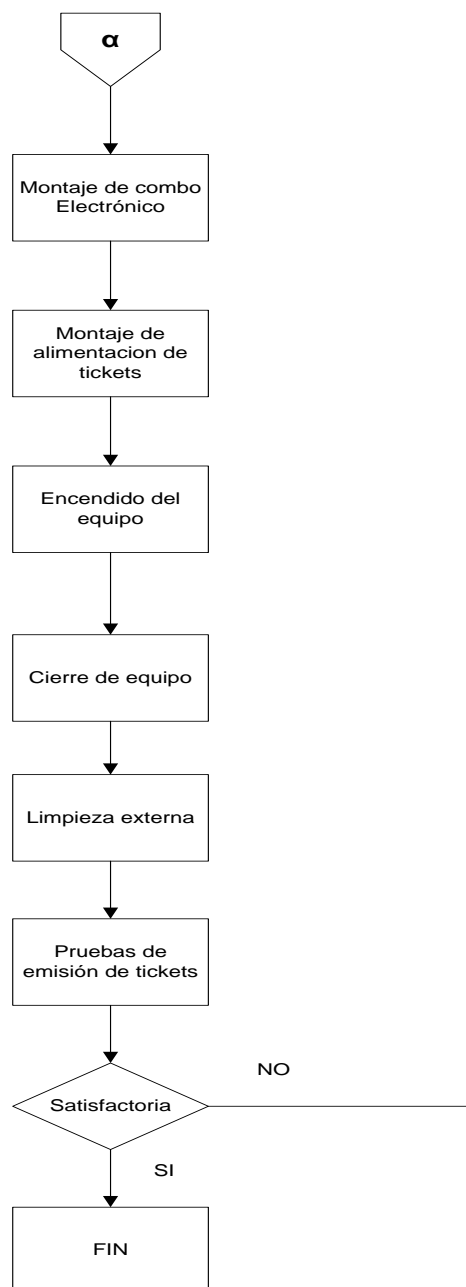 α
Montaje de combo
Electrónico
Montaje de
alimentacion de
tickets
Encendido del
equipo
Cierre de equipo
Limpieza externa
Pruebas de
emisión de tickets
NO
Satisfactoria
SI
FIN